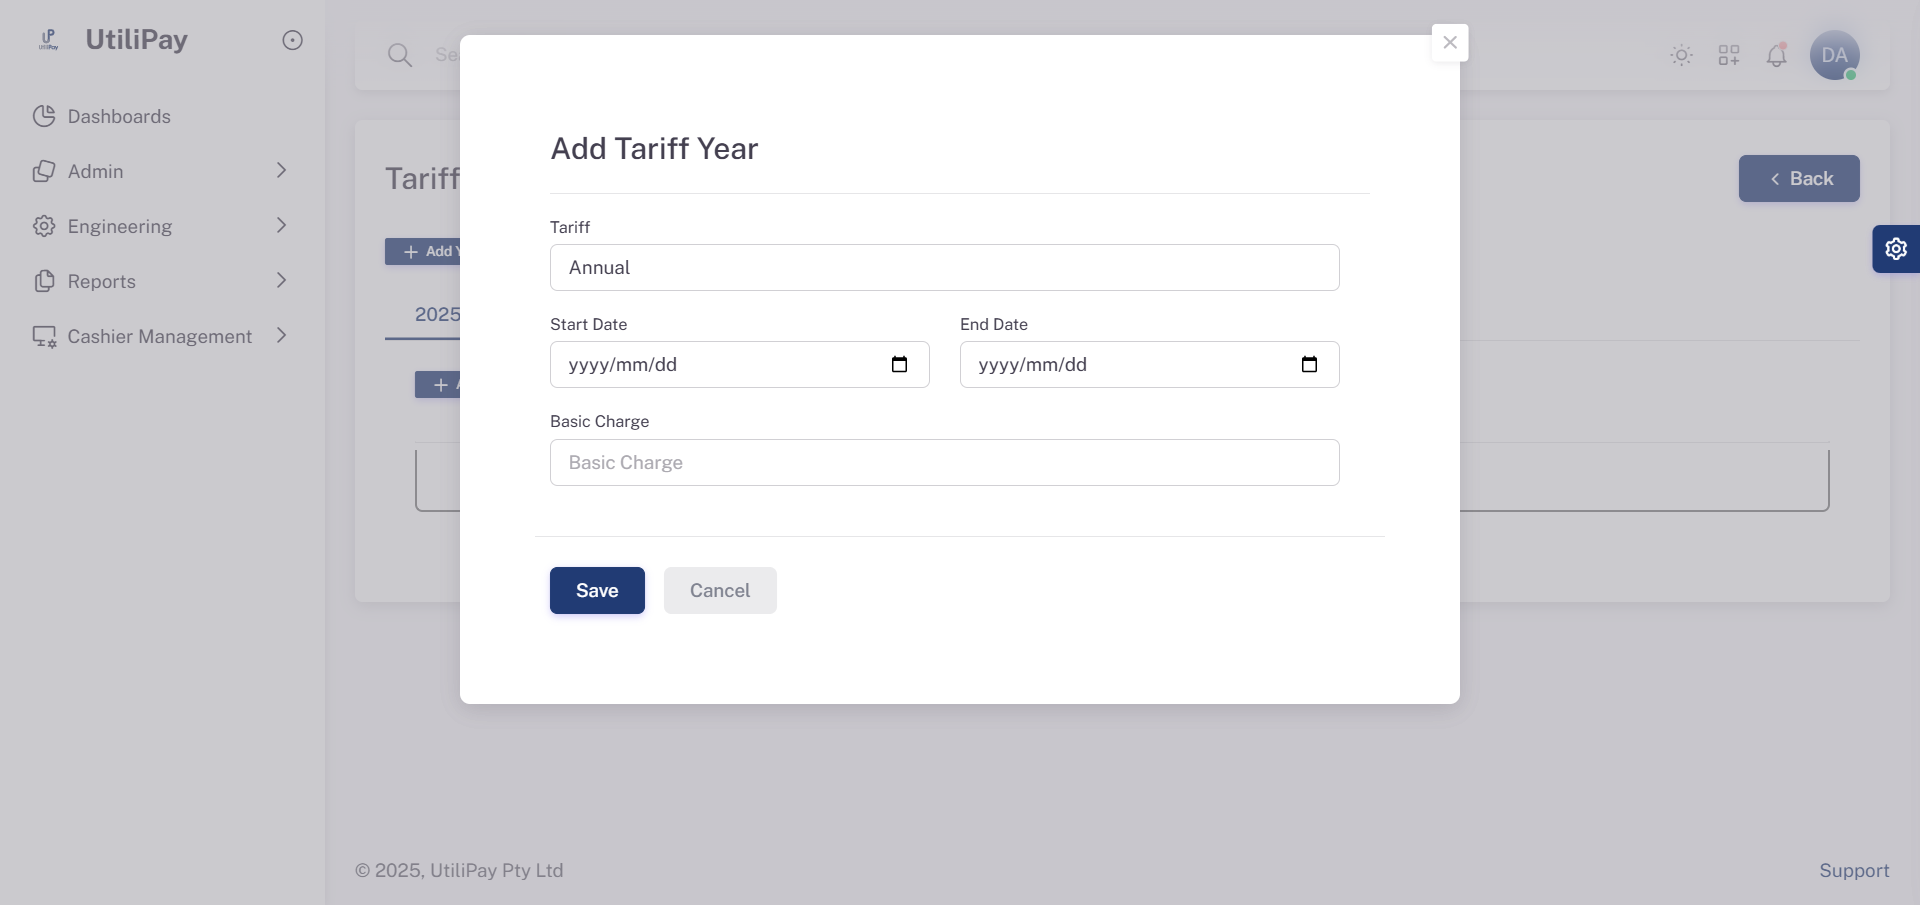 UtiliPay
Dashboards
Admin
Engineering
Reports
Cashier Management
DA
Tariff
Back
Add
2025
Add Tariff Year
Tariff
Annual
Start Date
End Date
yyyy/mm/dd
yyyy/mm/dd
Basic Charge
Basic Charge
Save
Cancel
© 2025, UtiliPay Pty Ltd
Support